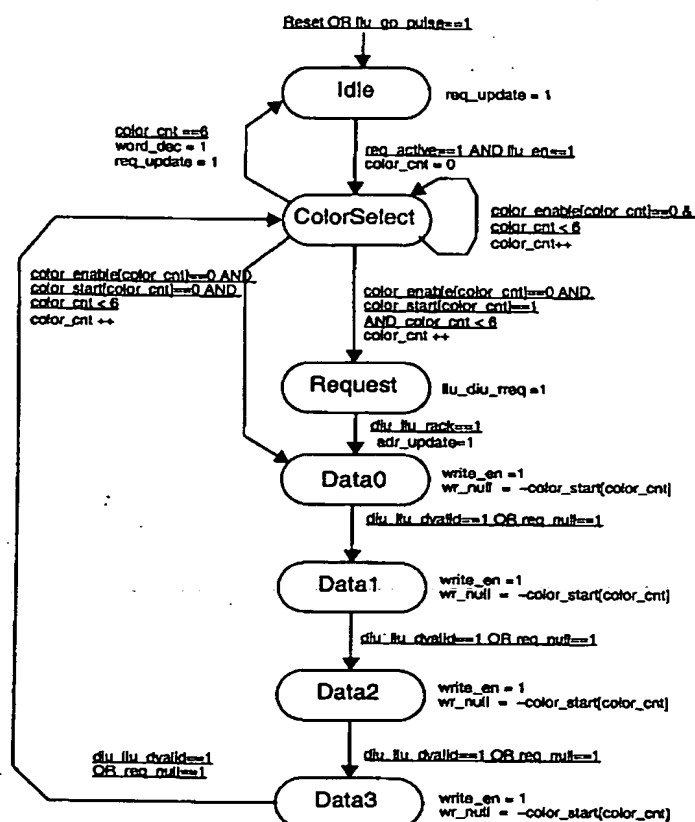 Reset OR llu_go_pulse==1
Idle
req_update = 1
color_cnt ==6
word_dec = 1
req_update = 1
req_active==1 AND llu_en==1
color_cnt = 0
ColorSelect
color_enable[color_cnt]==0 &
color_cnt < 6
color_cnt++
color_enable[color_cnt]==0 AND
color_start[color_cnt]==0 AND
color_cnt < 6
color_cnt ++
color_enable[color_cnt]==0 AND
color_start[color_cnt]==1
AND color_cnt < 6
color_cnt ++
Request
llu_diu_rreq =1
diu_llu_rack==1
adr_update=1
Data0
write_en =1
wr_null = ~color_start[color_cnt]
diu_llu_dvalid==1 OR req_null==1
Data1
write_en =1
wr_null = ~color_start[color_cnt]
diu_llu_dvalid==1 OR req_null==1
Data2
write_en = 1
wr_null = ~color_start[color_cnt]
diu_llu_dvalid==1 OR req_null==1
diu_llu_dvalid==1
OR req_null==1
Data3
write_en = 1
wr_null = ~color_start[color_cnt]